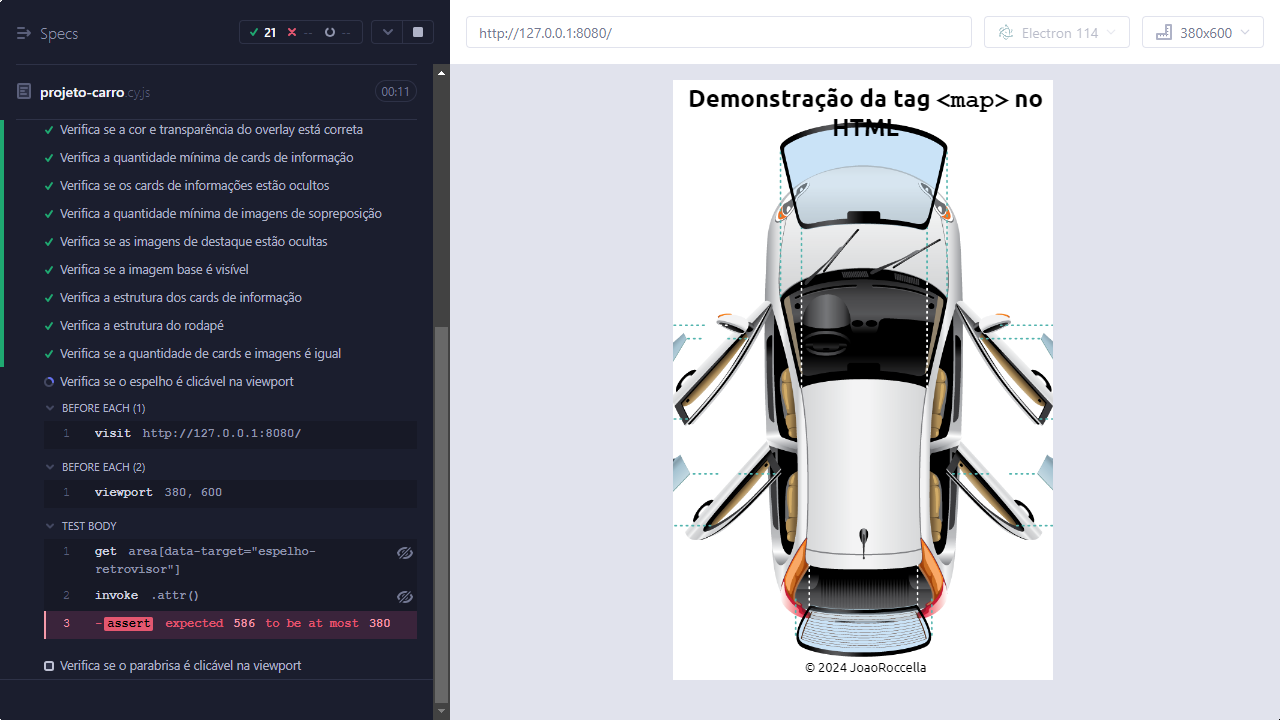 Specs
21
--
--
http://127.0.0.1:8080/
Electron 114
380x600
projeto-carro.cy.js
00:11
Verifica se a cor e transparência do overlay está correta
Verifica a quantidade mínima de cards de informação
Verifica se os cards de informações estão ocultos
Verifica a quantidade mínima de imagens de sopreposição
Verifica se as imagens de destaque estão ocultas
Verifica se a imagem base é visível
Verifica a estrutura dos cards de informação
Verifica a estrutura do rodapé
Verifica se a quantidade de cards e imagens é igual
Verifica se o espelho é clicável na viewport
BEFORE EACH (1)
1 visit http://127.0.0.1:8080/
BEFORE EACH (2)
1 viewport 380, 600
TEST BODY
1 get area[data-target="espelho-
retrovisor"]
2 invoke .attr()
3 -assert expected 586 to be at most 380
Verifica se o parabrisa é clicável na viewport
Demonstração da tag <map> no
HTML
© 2024 JoaoRoccella